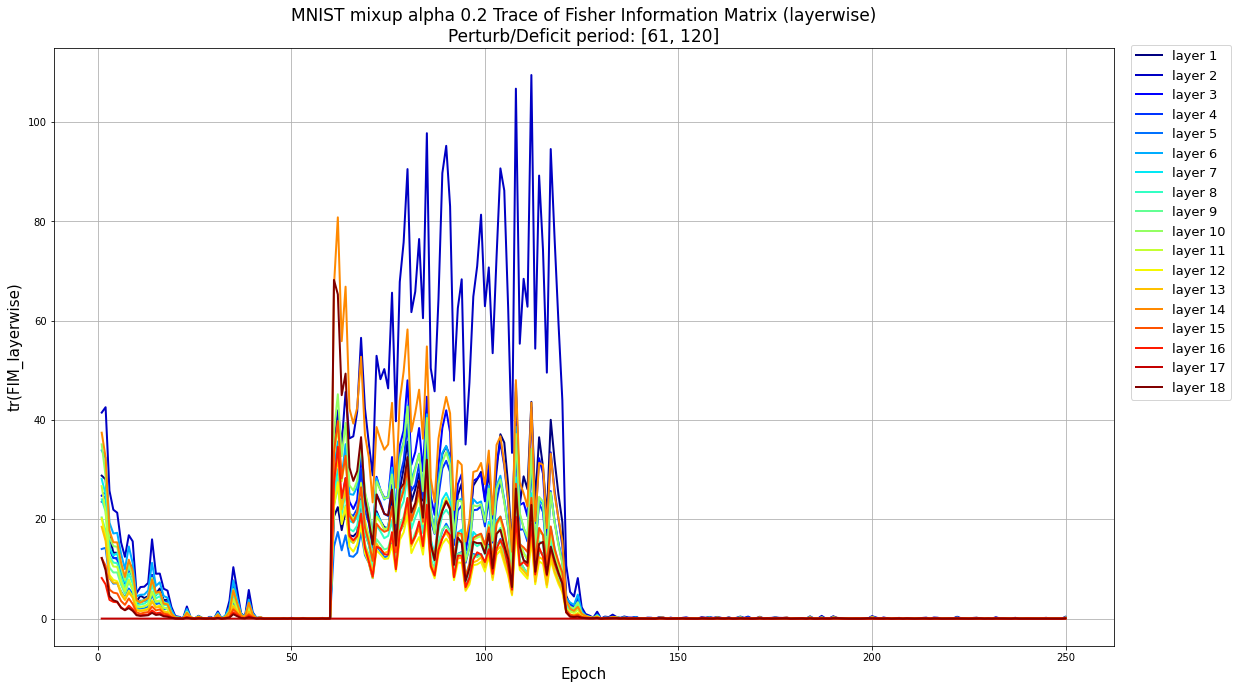 MNIST mixup alpha 0.2 Trace of Fisher Information Matrix (layerwise)
Perturb/Deficit period: [61, 120]
tr(FIM_layerwise)
100
80
60
40
20
0
0
50
100
150
200
250
Epoch
layer 1
layer 2
layer 3
layer 4
layer 5
layer 6
layer 7
layer 8
layer 9
layer 10
layer 11
layer 12
layer 13
layer 14
layer 15
layer 16
layer 17
layer 18